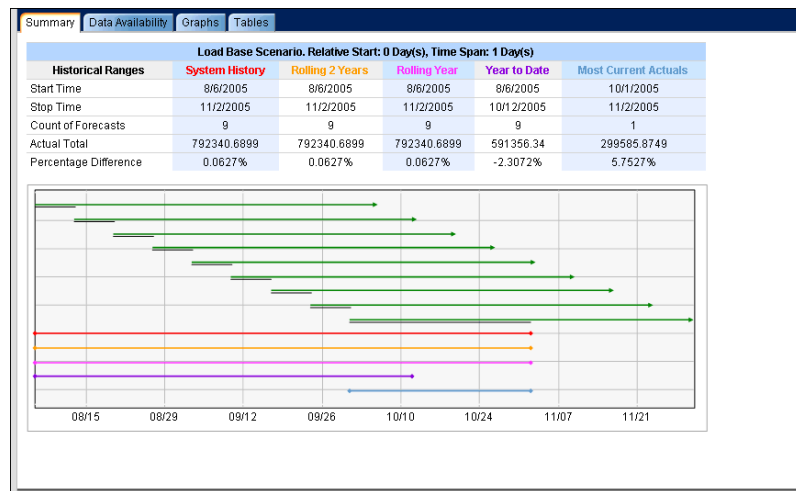 Summary Data Availability Graphs Tables
Load Base Scenario. Relative Start: 0 Day(s), Time Span: 1 Day(s)
Historical Ranges System History Rolling 2 Years Rolling Year Year to Date Most Current Actuals
Start Time 8/6/2005 8/6/2005 8/6/2005 8/6/2005 10/1/2005
Stop Time 11/2/2005 11/2/2005 11/2/2005 10/12/2005 11/2/2005
Count of Forecasts 9 9 9 9 1
Actual Total 792340.6899 792340.6899 792340.6899 591356.34 299585.8749
Percentage Difference 0.0627% 0.0627% 0.0627% -2.3072% 5.7527%
08/15 08/29 09/12 09/26 10/10 10/24 11/07 11/21